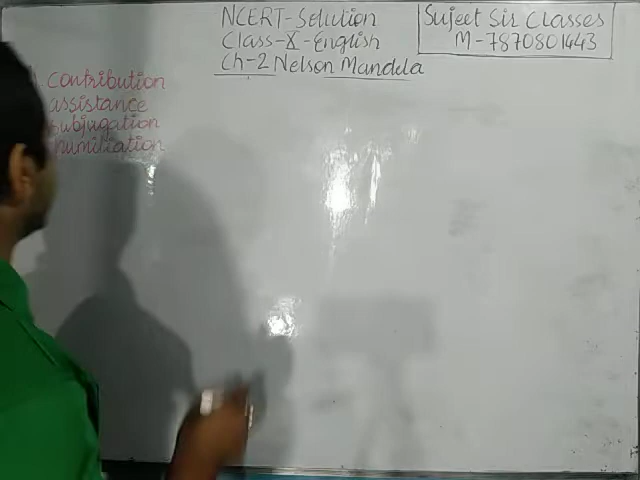 NCERT-Solution
Class-X-English
Ch-2 Nelson Mandela
Sujeet Sir Classes
M-7870801443
Contribution
assistance
subjugation
humiliation